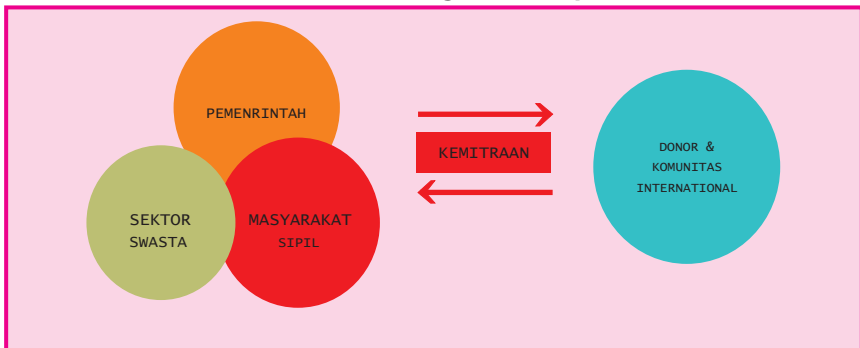 PEMENRINTAH
SEKTOR
SWASTA
MASYARAKAT
SIPIL
KEMITRAAN
DONOR &
KOMUNITAS
INTERNATIONAL